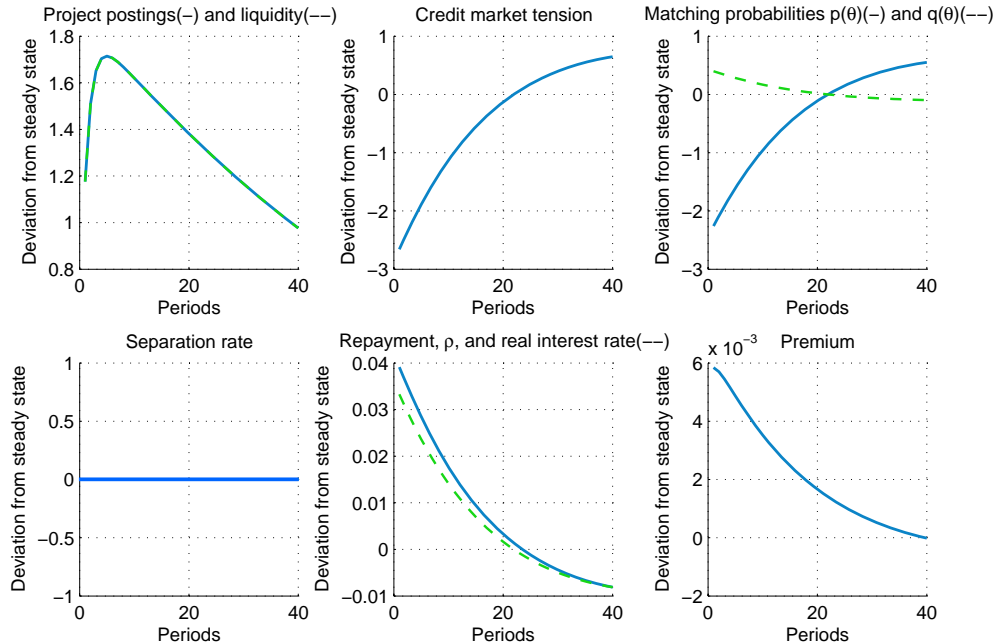 Project postings(−) and liquidity(−−)
Credit market tension
Matching probabilities p(θ)(−) and q(θ)(−−)
Deviation from steady state
1.8
1.6
1.4
1.2
1
0.8
0
20
40
Periods
Deviation from steady state
1
0
−1
−2
−3
0
20
40
Periods
Deviation from steady state
1
0
−1
−2
−3
0
20
40
Periods
Separation rate
Repayment, ρ, and real interest rate(−−)
Premium
Deviation from steady state
1
0.5
0
−0.5
−1
0
20
40
Periods
Deviation from steady state
0.04
0.03
0.02
0.01
0
−0.01
0
20
40
Periods
Deviation from steady state
x 10−3
6
4
2
0
−2
0
20
40
Periods